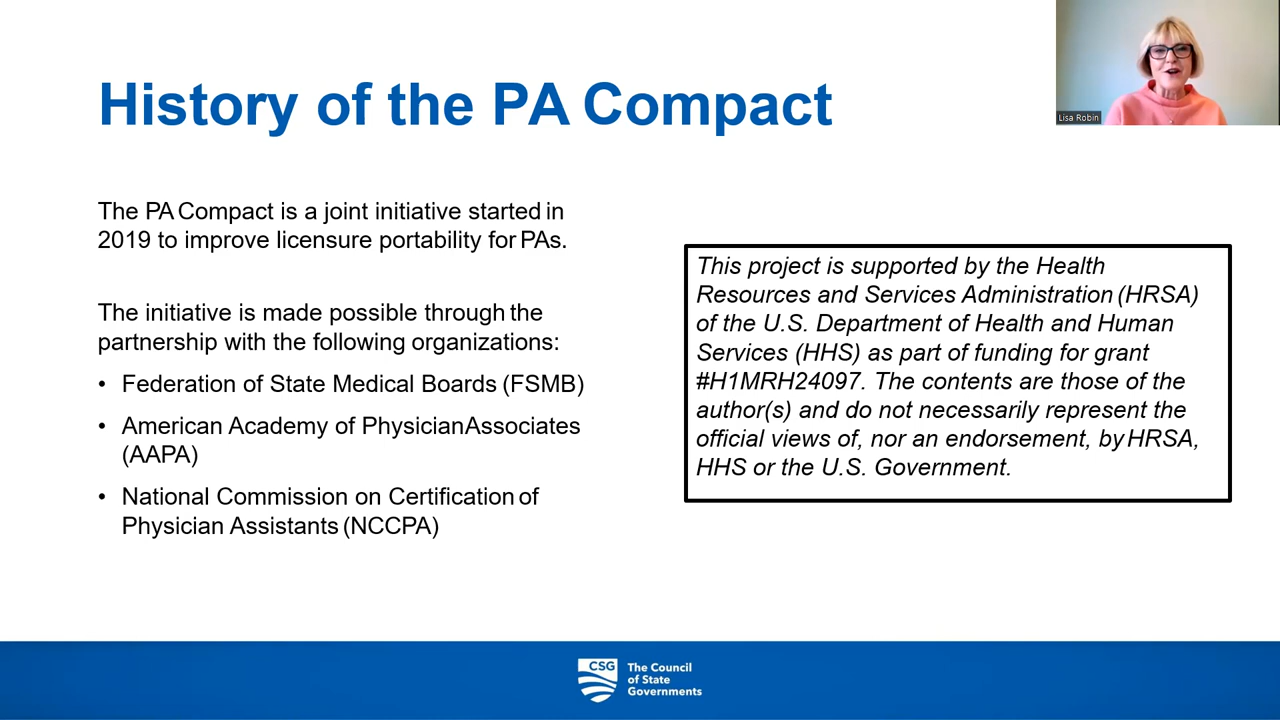 History of the PA Compact
Lisa Robin
The PA Compact is a joint initiative started in
2019 to improve licensure portability for PAs.
The initiative is made possible through the
partnership with the following organizations:
• Federation of State Medical Boards (FSMB)
• American Academy of PhysicianAssociates
(AAPA)
• National Commission on Certification of
Physician Assistants (NCCPA)
This project is supported by the Health
Resources and Services Administration (HRSA)
of the U.S. Department of Health and Human
Services (HHS) as part of funding for grant
#H1MRH24097. The contents are those of the
author(s) and do not necessarily represent the
official views of, nor an endorsement, by HRSA,
HHS or the U.S. Government.
CSG
The Council
of State
Governments